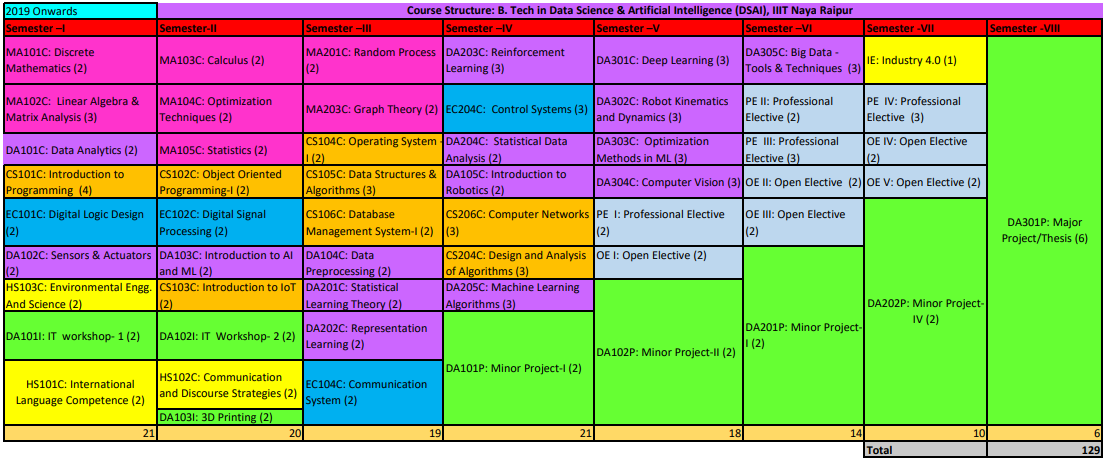 2019 Onwards
Course Structure: B. Tech in Data Science & Artificial Intelligence (DSAI), IIIT Naya Raipur
Semester –I
MA101C: Discrete
Mathematics (2)
MA102C:  Linear Algebra &
Matrix Analysis (3)
DA101C: Data Analytics (2)
CS101C: Introduction to
Programming  (4)
EC101C: Digital Logic Design
(2)
DA102C: Sensors & Actuators
(2)
HS103C: Environmental Engg.
And Science (2)
DA101I: IT  workshop- 1 (2)
HS101C: International
Language Competence (2)
21
Semester-II
MA103C: Calculus (2)
MA104C: Optimization
Techniques (2)
MA105C: Statistics (2)
CS102C: Object Oriented
Programming-I (2)
EC102C: Digital Signal
Processing (2)
DA103C: Introduction to AI
and ML (2)
CS103C: Introduction to IoT
(2)
DA102I: IT  Workshop- 2 (2)
HS102C: Communication
and Discourse Strategies (2)
DA103I: 3D Printing (2)
20
Semester –III
MA201C: Random Process
(2)
MA203C: Graph Theory (2)
CS104C: Operating System -
I (2)
CS105C: Data Structures &
Algorithms (3)
CS106C: Database
Management System-I (2)
DA104C: Data
Preprocessing (2)
DA201C: Statistical
Learning Theory (2)
DA202C: Representation
Learning (2)
EC104C: Communication
System (2)
19
Semester –IV
DA203C: Reinforcement
Learning (3)
EC204C:  Control Systems (3)
DA204C: Statistical Data
Analysis (2)
DA105C: Introduction to
Robotics (2)
CS206C: Computer Networks
(3)
CS204C: Design and Analysis
of Algorithms (3)
DA205C: Machine Learning
Algorithms (3)
DA101P: Minor Project-I (2)
21
Semester –V
DA301C: Deep Learning (3)
DA302C: Robot Kinematics
and Dynamics (3)
DA303C: Optimization
Methods in ML (3)
DA304C: Computer Vision (3)
PE  I: Professional Elective
(2)
OE I: Open Elective (2)
DA102P: Minor Project-II (2)
18
Semester –VI
DA305C: Big Data -
Tools & Techniques  (3)
PE II: Professional
Elective (2)
PE  III: Professional
Elective (3)
OE II: Open Elective  (2)
OE III: Open Elective
(2)
DA201P: Minor Project-
I (2)
14
Semester -VII
IE: Industry 4.0 (1)
PE  IV: Professional
Elective  (3)
OE IV: Open Elective
(2)
OE V: Open Elective (2)
DA202P: Minor Project-
IV (2)
10
Semester -VIII
DA301P: Major
Project/Thesis (6)
6
Total
129